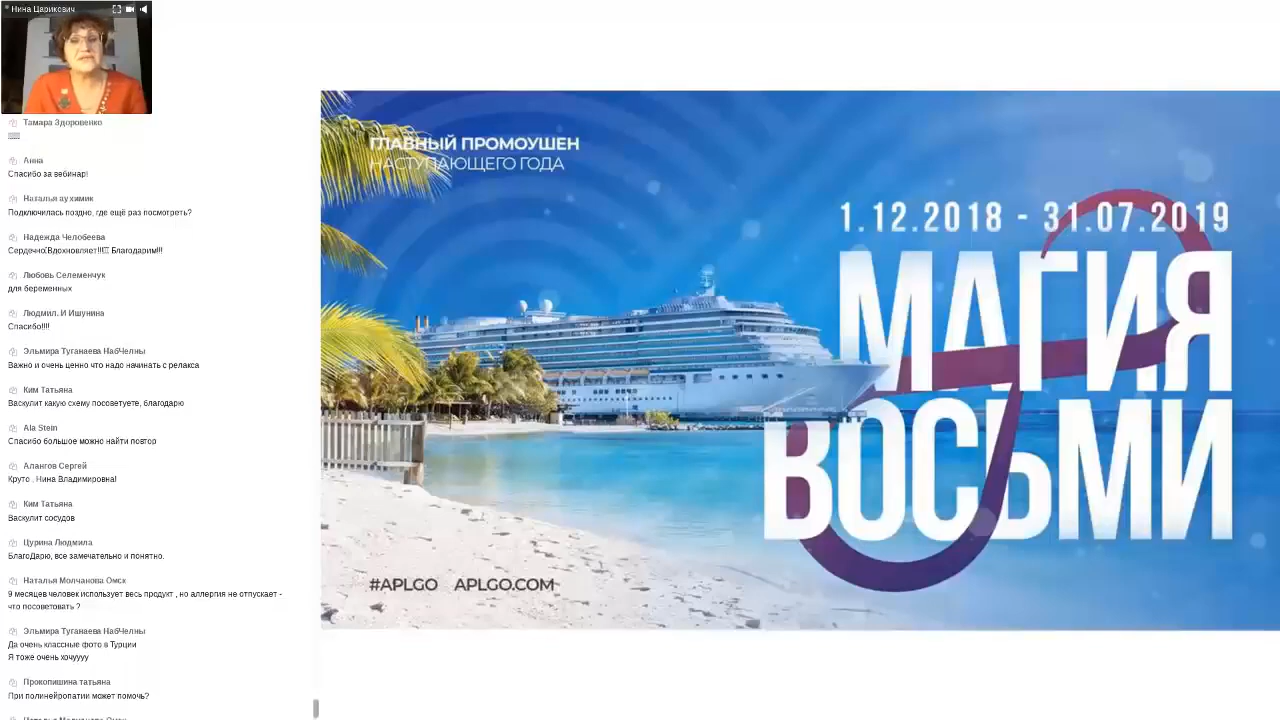 Нина Царикович
Тамара Здоровенко
Анна
Спасибо за вебинар!
Наталья аухимик
Подключилась поздно, где ещё раз посмотреть?
Надежда Челобеева
Сердечно Вдохновляет!!! Благодарим!!!
Любовь Селеменчук
для беременных
Людмил. И Ишунина
Спасибо!!!!
Эльмира Туганаева НабЧелны
Важно и очень ценно что надо начинать с релакса
Ким Татьяна
Васкулит какую схему посоветуете, благодарю
Ala Stein
Спасибо большое можно найти повтор
Алангов Сергей
Круто . Нина Владимировна!
Ким Татьяна
Васкулит сосудов
Цурина Людмила
БлагоДарю, все замечательно и понятно.
Наталья Молчанова Омск
9 месяцев человек использует весь продукт , но аллергия не отпускает -
что посоветовать ?
Эльмира Туганаева НабЧелны
Да очень классные фото в Турции
Я тоже очень хочуууу
Прокопишина татьяна
При полинейропатии может помочь?
ГЛАВНЫЙ ПРОМОУШЕН
НАСТУПАЮЩЕГО ГОДА
1.12.2018 - 31.07.2019
МАГИЯ
ВОСЬМИ
#APLGO APLGO.COM